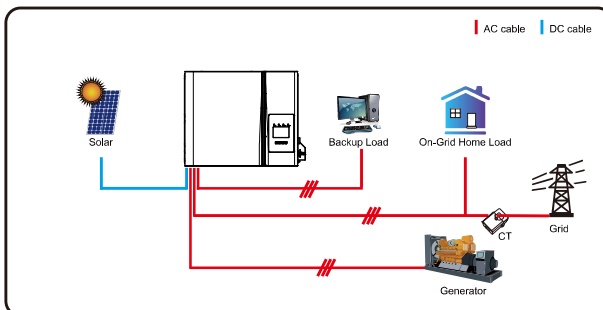 AC cable
DC cable
Solar
Backup Load
On-Grid Home Load
CT
Grid
Generator